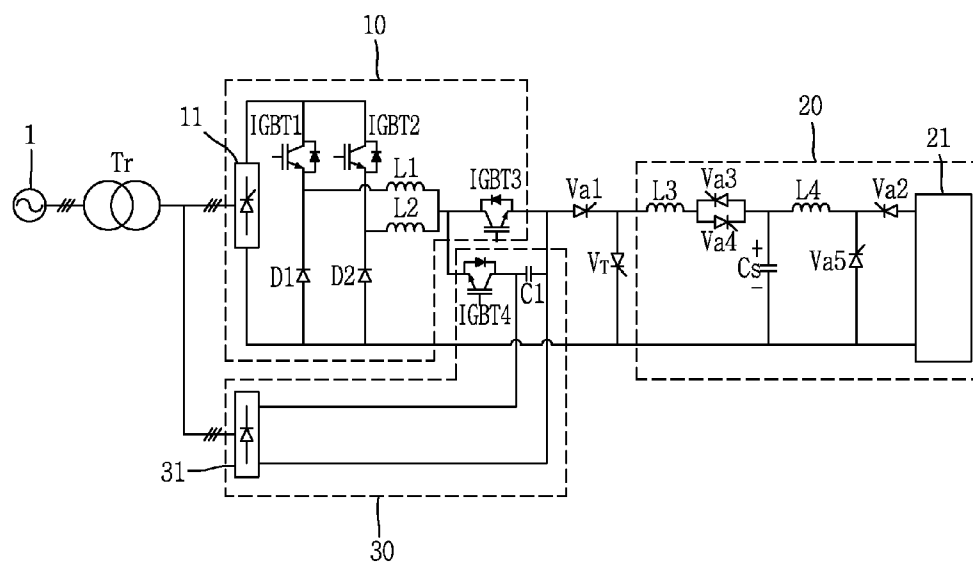 10
20
11
21
1
Tr
IGBT1
IGBT2
L1
L2
IGBT3
Va1
L3
Va3
Va4
L4
Va2
D1
D2
IGBT4
C1
VT
+
Cs
−
Va5
31
30